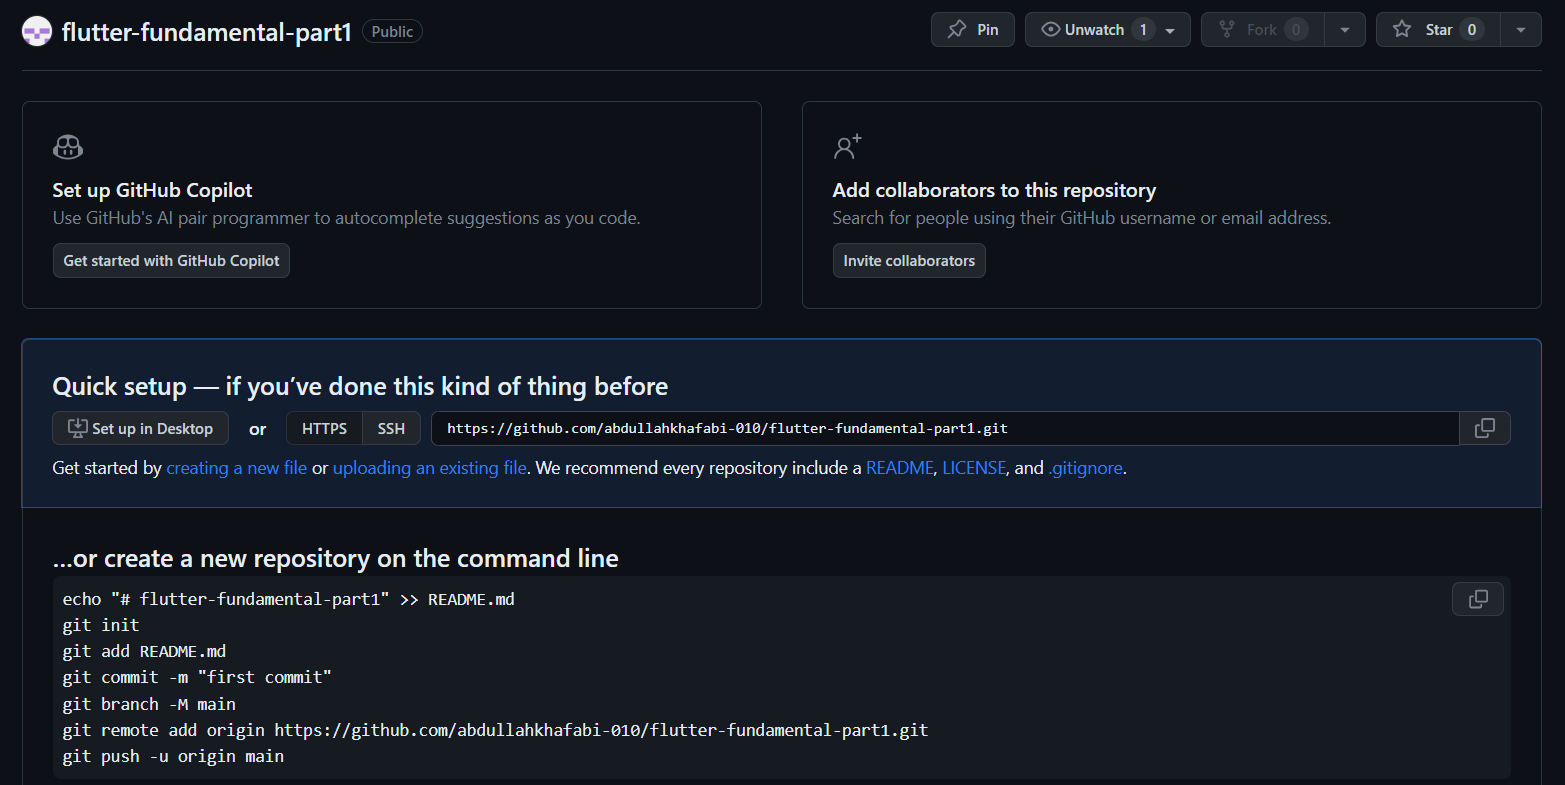 flutter-fundamental-part1 Public
Pin
Unwatch 1
Fork 0
Star 0
Set up GitHub Copilot
Use GitHub's AI pair programmer to autocomplete suggestions as you code.
Get started with GitHub Copilot
Add collaborators to this repository
Search for people using their GitHub username or email address.
Invite collaborators
Quick setup — if you’ve done this kind of thing before
Set up in Desktop or HTTPS SSH https://github.com/abdullahkhafabi-010/flutter-fundamental-part1.git
Get started by creating a new file or uploading an existing file. We recommend every repository include a README, LICENSE, and .gitignore.
…or create a new repository on the command line
echo "# flutter-fundamental-part1" >> README.md
git init
git add README.md
git commit -m "first commit"
git branch -M main
git remote add origin https://github.com/abdullahkhafabi-010/flutter-fundamental-part1.git
git push -u origin main